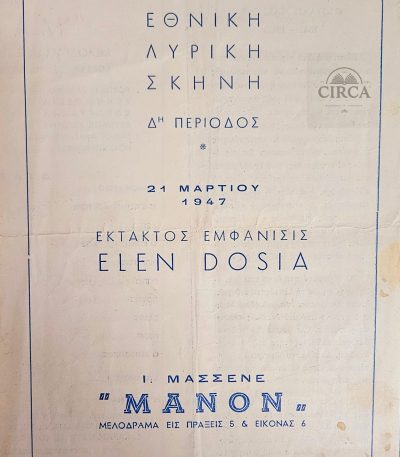 ΕΘΝΙΚΗ
ΛΥΡΙΚΗ
ΣΚΗΝΗ
CIRCA
Δᴴ ΠΕΡΙΟΔΟΣ
21 ΜΑΡΤΙΟΥ
1947
ΕΚΤΑΚΤΟΣ ΕΜΦΑΝΙΣΙΣ
ELEN DOSIA
Ι. ΜΑΣΣΕΝΕ
"ΜΑΝΟΝ"
ΜΕΛΟΔΡΑΜΑ ΕΙΣ ΠΡΑΞΕΙΣ 5 & ΕΙΚΟΝΑΣ 6